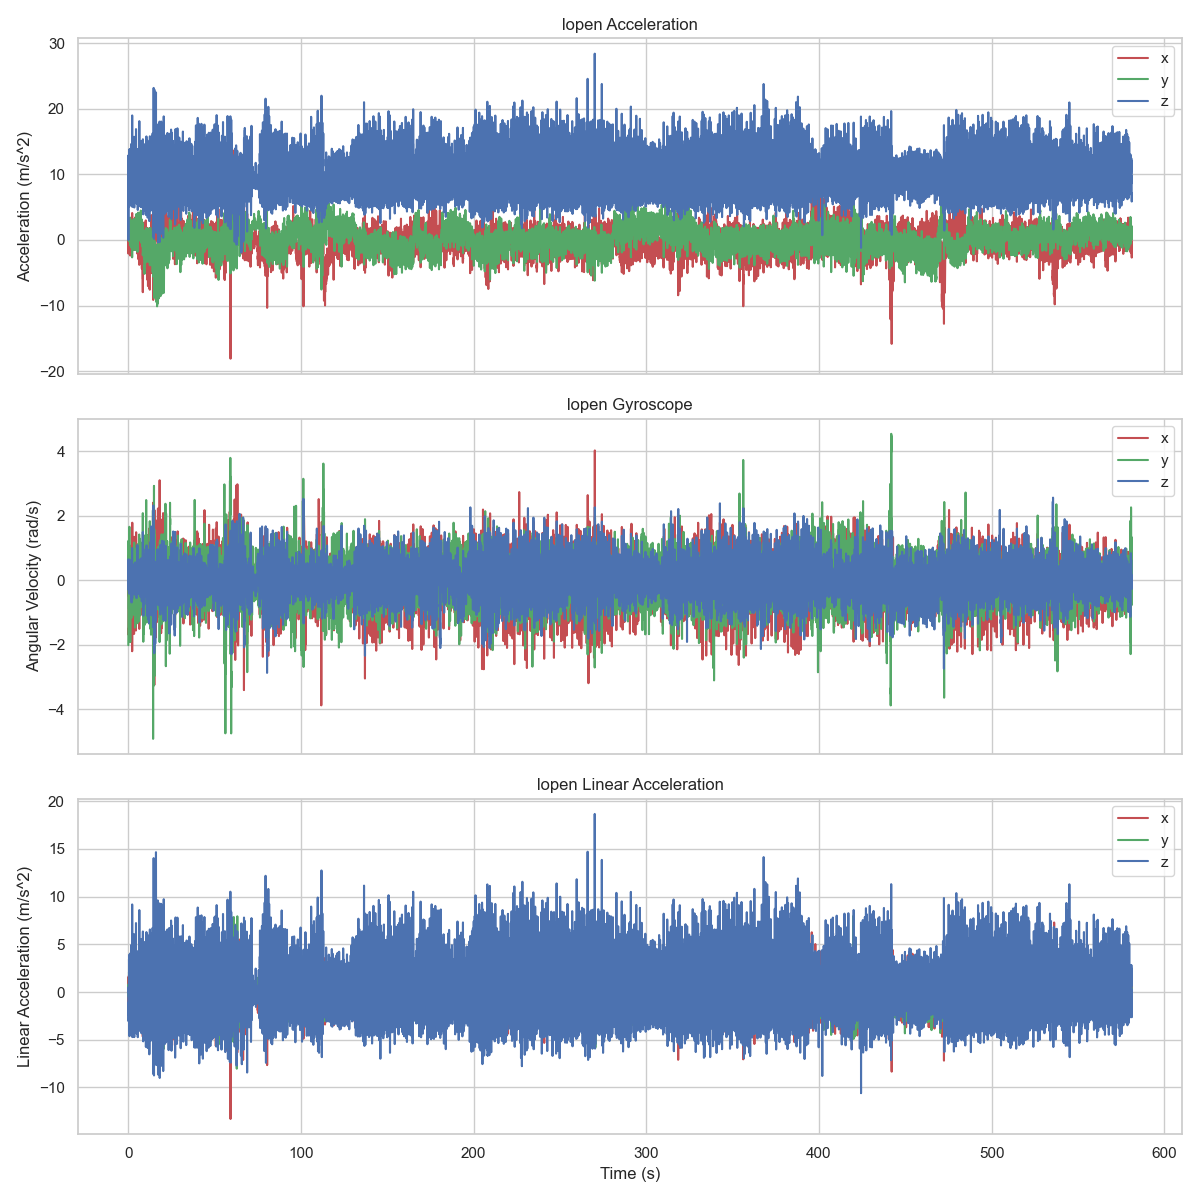 lopen Acceleration
30
20
10
0
−10
−20
Acceleration (m/s^2)
x
y
z
lopen Gyroscope
4
2
0
−2
−4
Angular Velocity (rad/s)
x
y
z
lopen Linear Acceleration
20
15
10
5
0
−5
−10
Linear Acceleration (m/s^2)
x
y
z
0 100 200 300 400 500 600
Time (s)